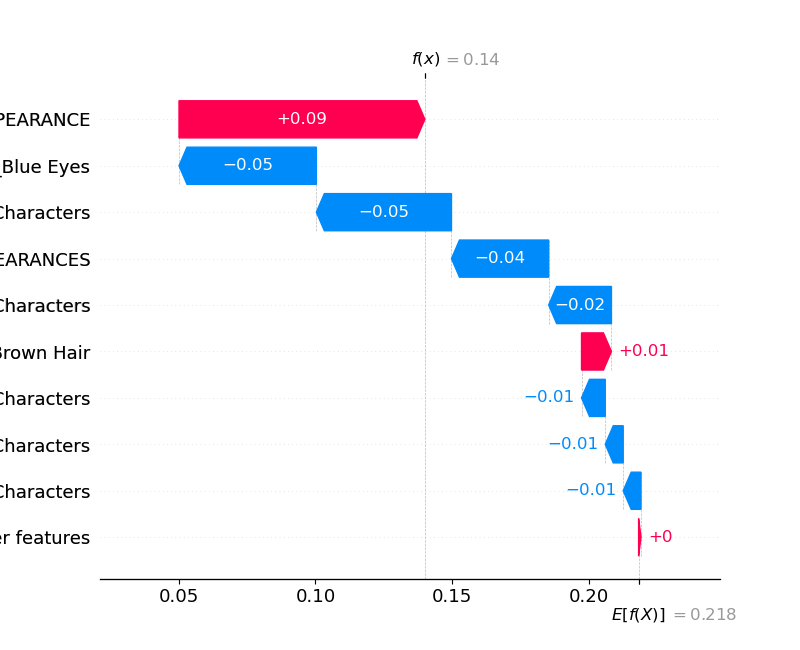 f(x) = 0.14
PEARANCE
+0.09
_Blue Eyes
−0.05
Characters
−0.05
EARANCES
−0.04
Characters
−0.02
Brown Hair
+0.01
Characters
−0.01
Characters
−0.01
Characters
−0.01
er features
+0
0.05 0.10 0.15 0.20
E[f(X)] = 0.218